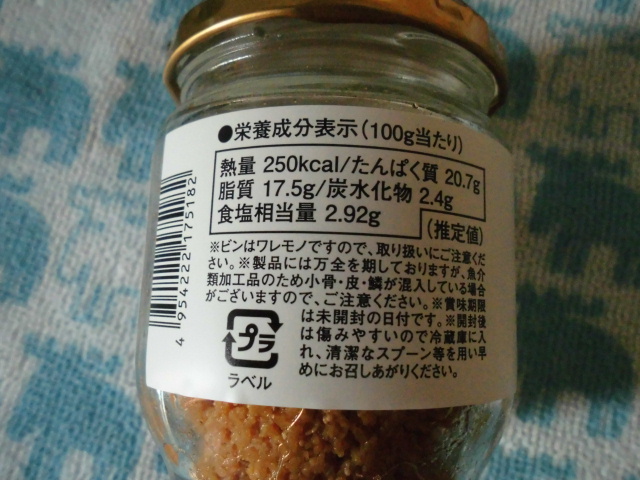 ●栄養成分表示(100g当たり)
熱量 250kcal/たんぱく質 20.7g
脂質 17.5g/炭水化物 2.4g
食塩相当量 2.92g
(推定値)
※ビンはワレモノですので、取り扱いにご注意くだ
さい。※製品には万全を期しておりますが、魚介
類加工品のため小骨・皮・鱗が混入している場合
がございますので、ご注意ください。※賞味期限
は未開封の日付です。※開封後
は傷みやすいので冷蔵庫に入
れ、清潔なスプーン等を用い早
めにお召しあがりください。
プラ
ラベル
4 954222 175182